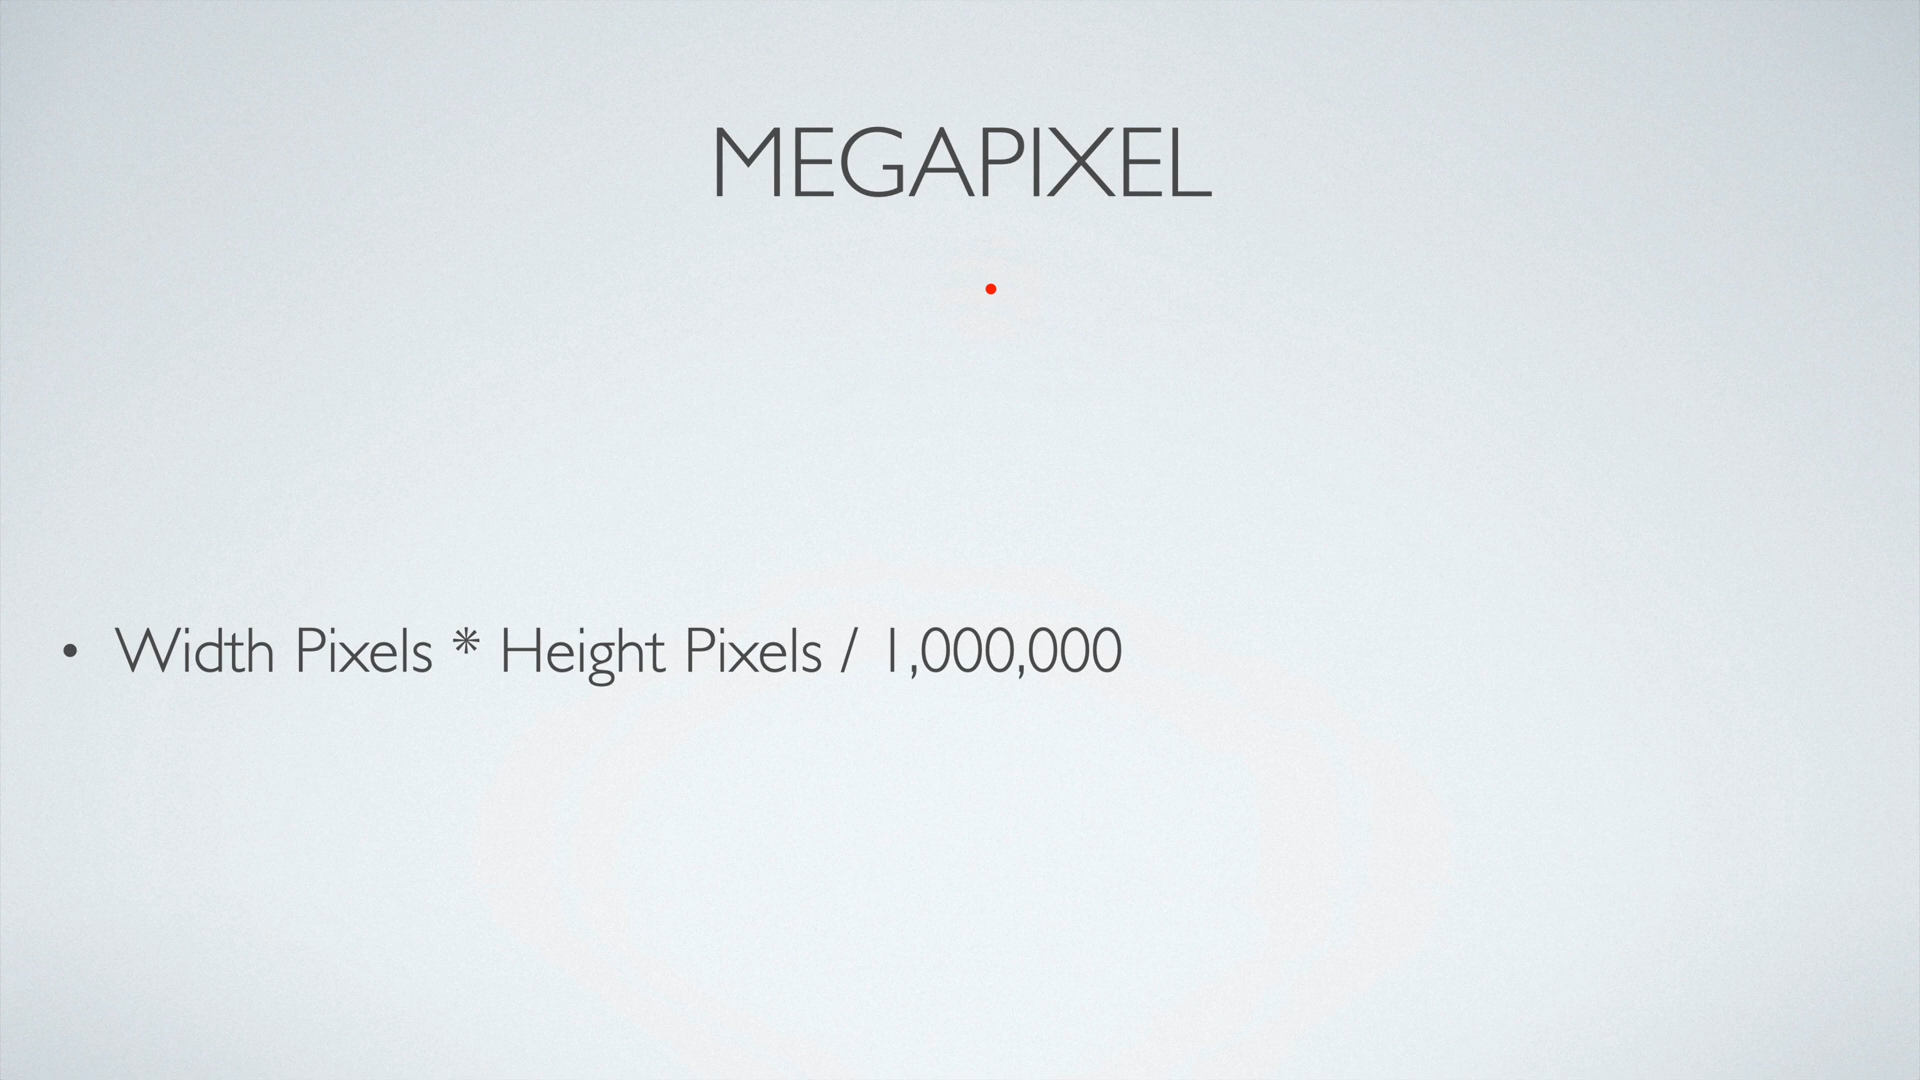 MEGAPIXEL
• Width Pixels * Height Pixels / 1,000,000